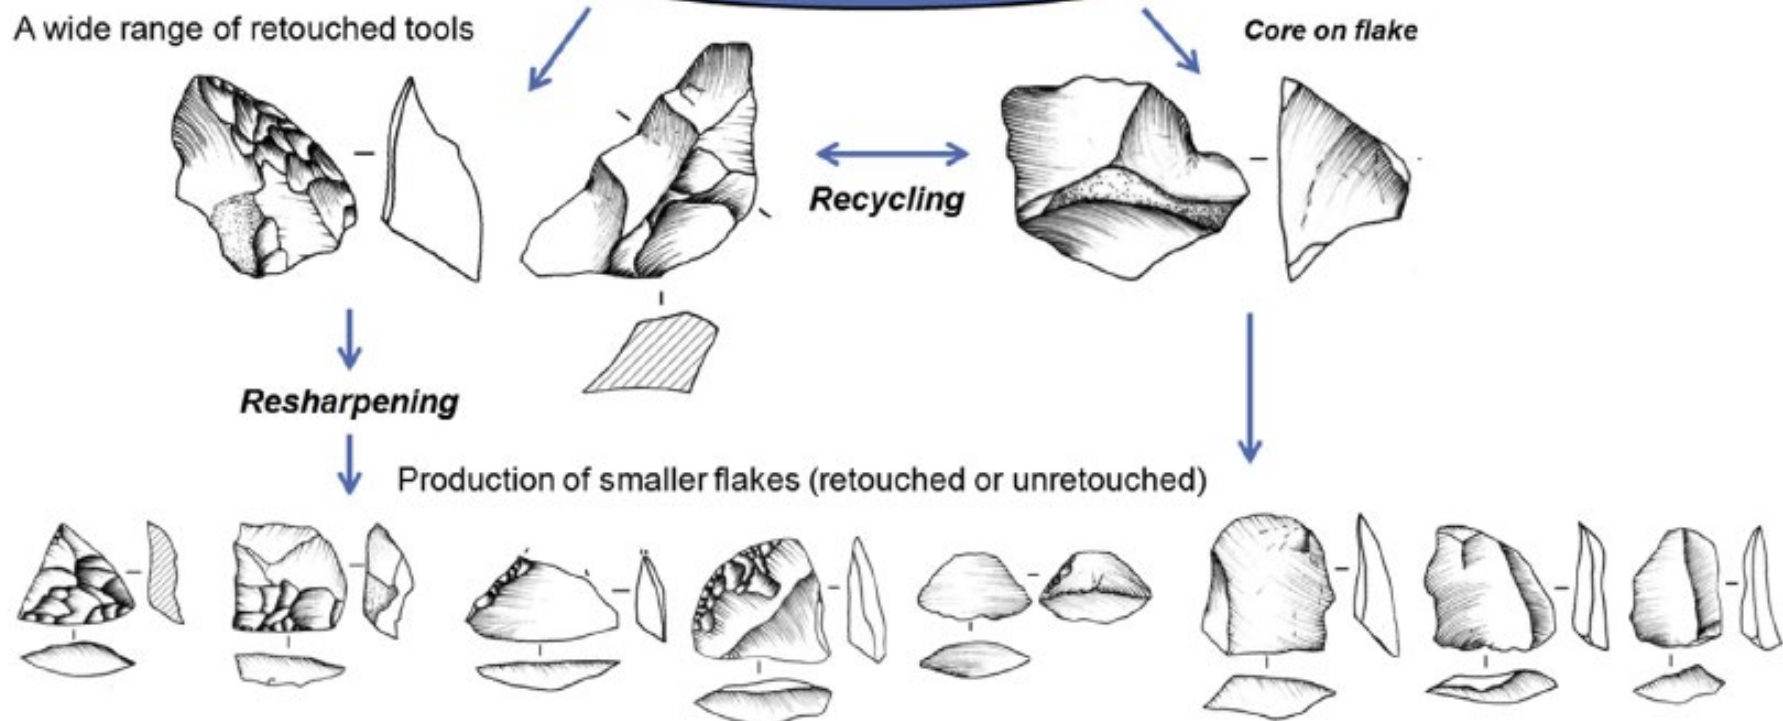 A wide range of retouched tools
Core on flake
Recycling
Resharpening
Production of smaller flakes (retouched or unretouched)